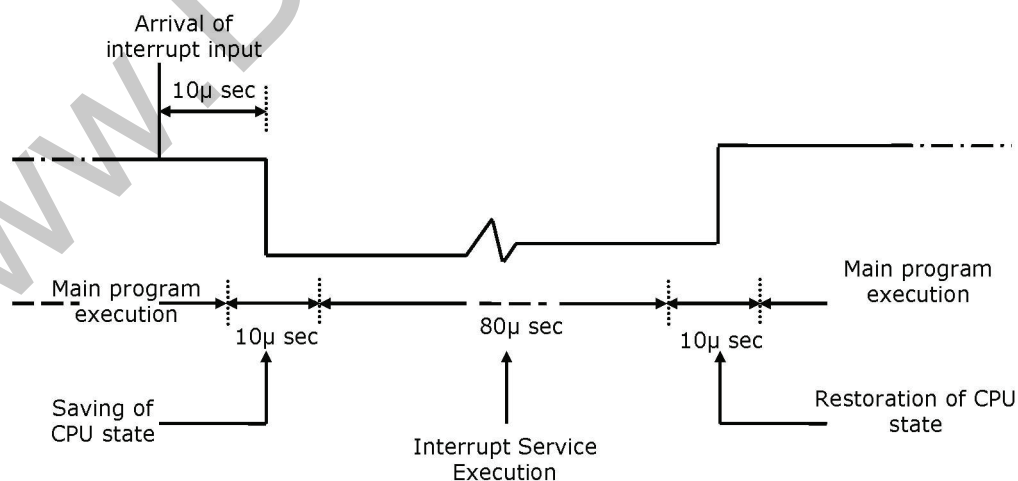 Arrival of
interrupt input
10μ sec
Main program
execution
10μ sec
80μ sec
10μ sec
Main program
execution
Saving of
CPU state
Interrupt Service
Execution
Restoration of CPU
state